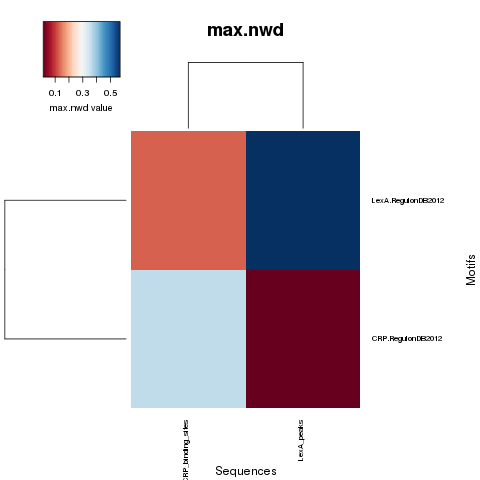 max.nwd
0.1 0.3 0.5
max.nwd value
LexA.RegulonDB2012
Motifs
CRP.RegulonDB2012
CRP_binding_sites
LexA_peaks
Sequences